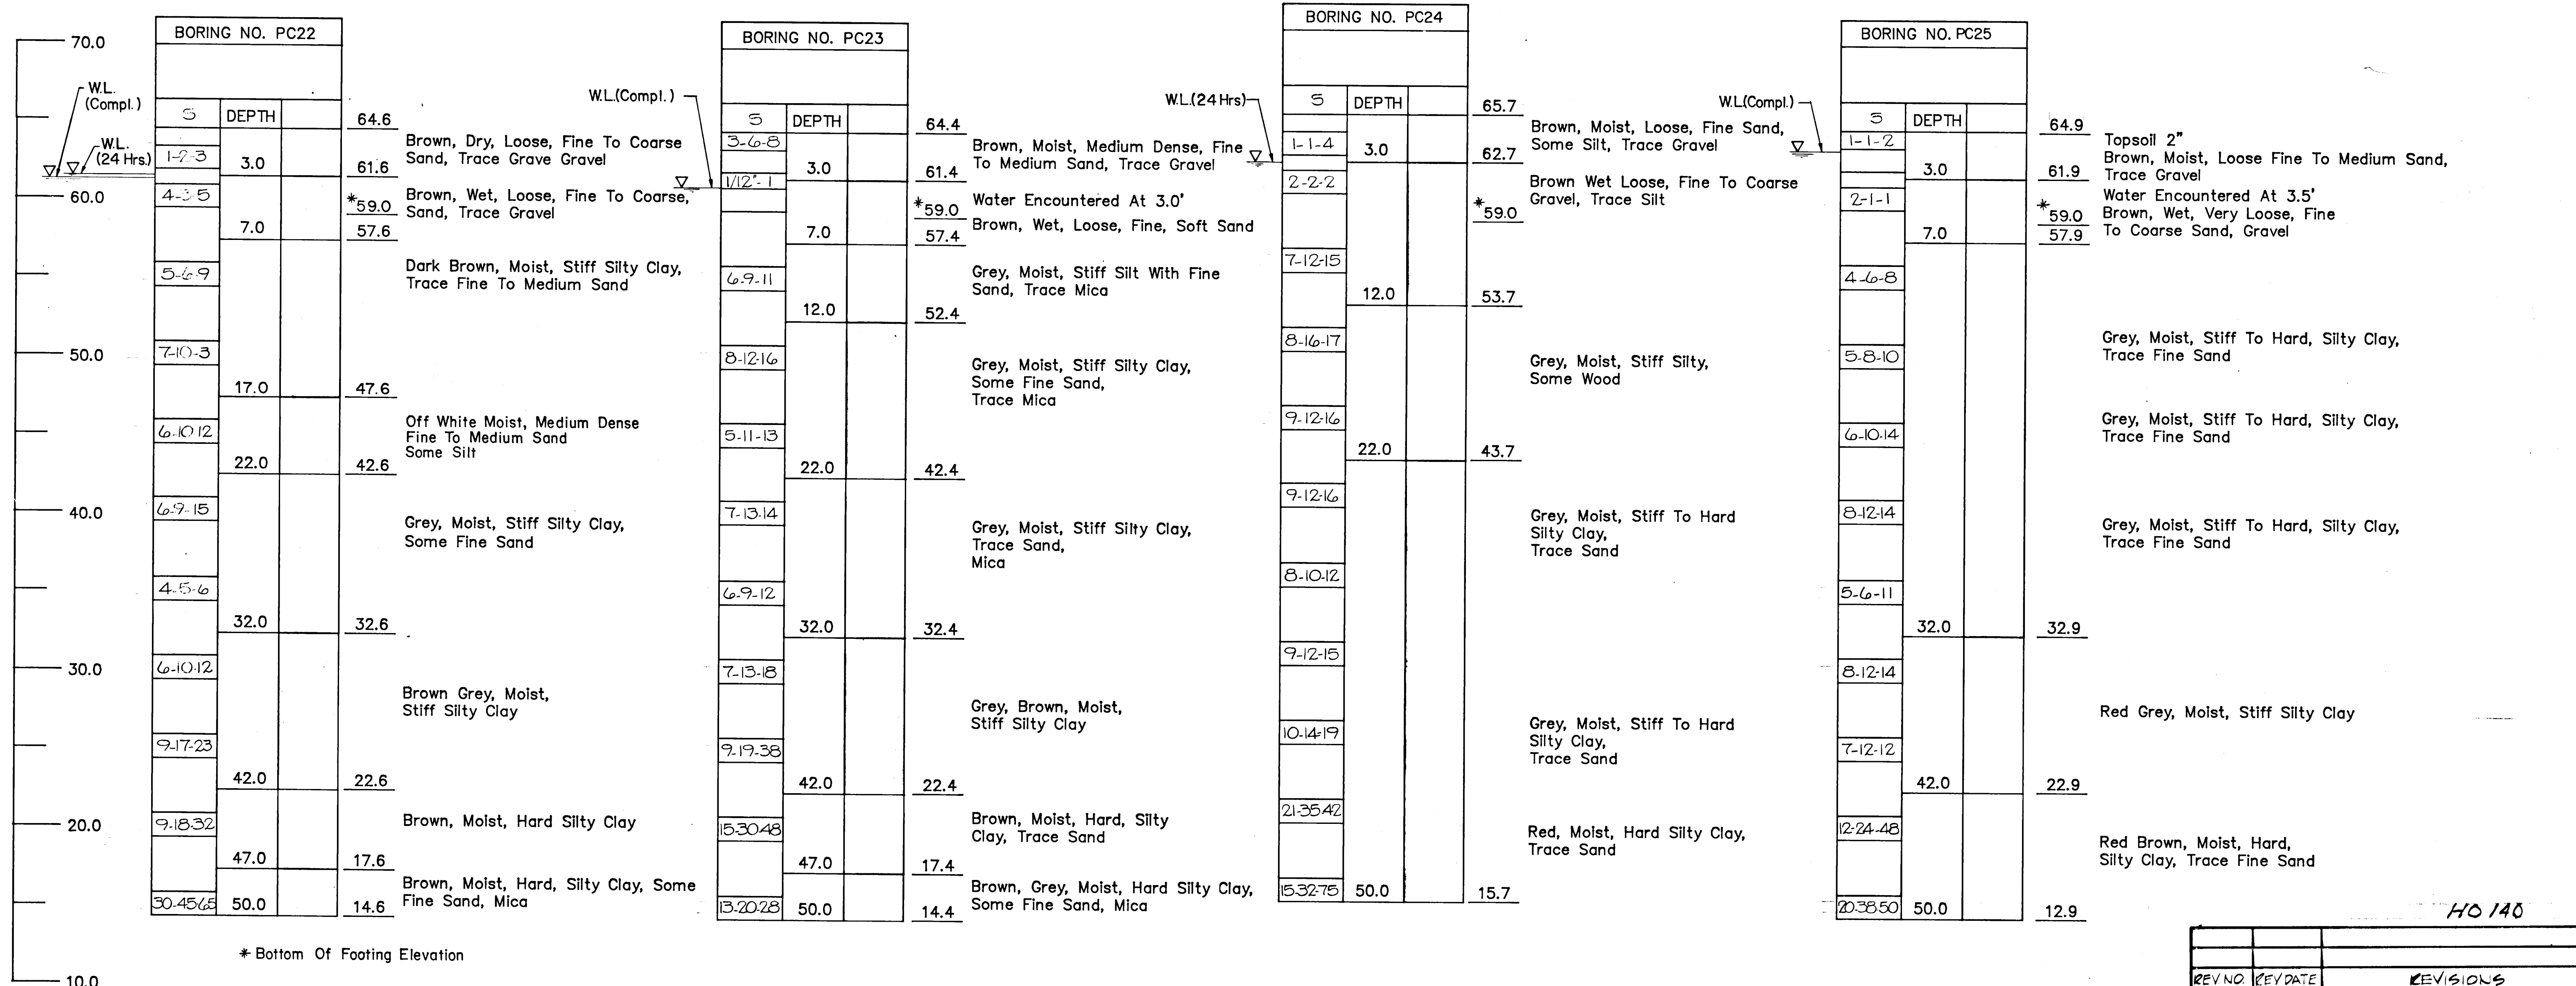 70.0
60.0
50.0
40.0
30.0
20.0
10.0
W.L.
(Compl.)
W.L.
(24 Hrs.)
BORING NO. PC22
S DEPTH
64.6
1-2-3
3.0
61.6
Brown, Dry, Loose, Fine To Coarse
Sand, Trace Grave Gravel
4-3-5
*59.0
Brown, Wet, Loose, Fine To Coarse,
Sand, Trace Gravel
7.0
57.6
5-6-9
Dark Brown, Moist, Stiff Silty Clay,
Trace Fine To Medium Sand
7-10-3
17.0
47.6
6-10 12
Off White Moist, Medium Dense
Fine To Medium Sand
Some Silt
22.0
42.6
6-9-15
Grey, Moist, Stiff Silty Clay,
Some Fine Sand
4-5-6
32.0
32.6
6-10-12
Brown Grey, Moist,
Stiff Silty Clay
9-17-23
42.0
22.6
9-18-32
Brown, Moist, Hard Silty Clay
47.0
17.6
Brown, Moist, Hard, Silty Clay, Some
Fine Sand, Mica
30-45-65
50.0
14.6
* Bottom Of Footing Elevation
W.L.(Compl.)
BORING NO. PC23
S DEPTH
64.4
3-6-8
3.0
61.4
Brown, Moist, Medium Dense, Fine
To Medium Sand, Trace Gravel
1/12"-1
Water Encountered At 3.0'
*59.0
Brown, Wet, Loose, Fine, Soft Sand
7.0
57.4
6-9-11
Grey, Moist, Stiff Silt With Fine
Sand, Trace Mica
12.0
52.4
8-12-16
Grey, Moist, Stiff Silty Clay,
Some Fine Sand,
Trace Mica
5-11-13
22.0
42.4
7-13-14
Grey, Moist, Stiff Silty Clay,
Trace Sand,
Mica
6-9-12
32.0
32.4
7-13-18
Grey, Brown, Moist,
Stiff Silty Clay
9-19-38
42.0
22.4
15-30-48
Brown, Moist, Hard, Silty
Clay, Trace Sand
47.0
17.4
Brown, Grey, Moist, Hard Silty Clay,
Some Fine Sand, Mica
13-20-28
50.0
14.4
W.L.(24 Hrs)
BORING NO. PC24
S DEPTH
65.7
1-1-4
3.0
62.7
Brown, Moist, Loose, Fine Sand,
Some Silt, Trace Gravel
2-2-2
Brown Wet Loose, Fine To Coarse
Gravel, Trace Silt
*
59.0
7-12-15
12.0
53.7
8-16-17
Grey, Moist, Stiff Silty,
Some Wood
9-12-16
22.0
43.7
9-12-16
Grey, Moist, Stiff To Hard
Silty Clay,
Trace Sand
8-10-12
9-12-15
10-14-19
Grey, Moist, Stiff To Hard
Silty Clay,
Trace Sand
21-35-42
Red, Moist, Hard Silty Clay,
Trace Sand
15-32-75
50.0
15.7
W.L.(Compl.)
BORING NO. PC25
S DEPTH
64.9
1-1-2
Topsoil 2"
Brown, Moist, Loose Fine To Medium Sand,
Trace Gravel
3.0
61.9
2-1-1
Water Encountered At 3.5'
*
59.0
Brown, Wet, Very Loose, Fine
To Coarse Sand, Gravel
7.0
57.9
4-6-8
Grey, Moist, Stiff To Hard, Silty Clay,
Trace Fine Sand
5-8-10
Grey, Moist, Stiff To Hard, Silty Clay,
Trace Fine Sand
6-10-14
8-12-14
Grey, Moist, Stiff To Hard, Silty Clay,
Trace Fine Sand
5-6-11
32.0
32.9
8-12-14
Red Grey, Moist, Stiff Silty Clay
7-12-12
42.0
22.9
12-24-48
Red Brown, Moist, Hard,
Silty Clay, Trace Fine Sand
20-38-50
50.0
12.9
HO 140
REV NO. REV DATE REVISIONS